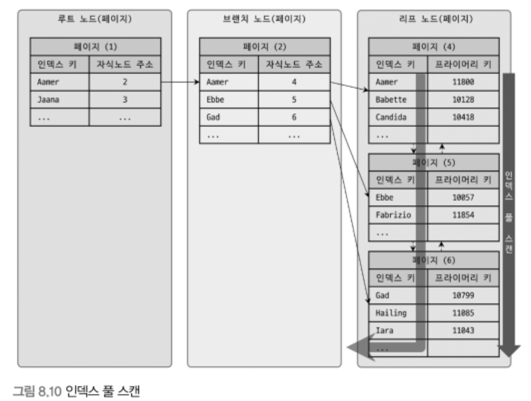 루트 노드(페이지)
페이지 (1)
인덱스 키 자식노드 주소
Aamer 2
Jaana 3
... ...
브랜치 노드(페이지)
페이지 (2)
인덱스 키 자식노드 주소
Aamer 4
Ebbe 5
Gad 6
... ...
리프 노드(페이지)
페이지 (4)
인덱스 키 프라이머리 키
Aamer 11800
Babette 10128
Candida 10418
...
페이지 (5)
인덱스 키 프라이머리 키
Ebbe 10057
Fabrizio 11854
...
페이지 (6)
인덱스 키 프라이머리 키
Gad 10799
Hailing 11085
Iara 11043
...
인덱스 풀 스캔
그림 8.10 인덱스 풀 스캔